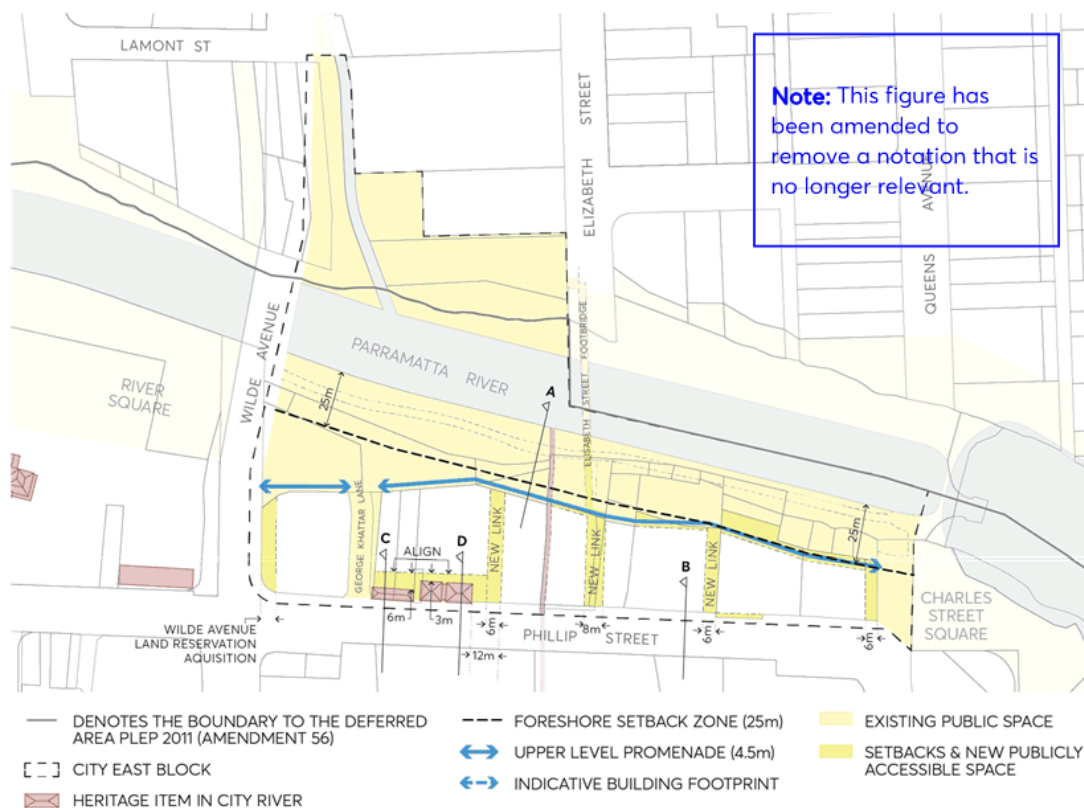 LAMONT ST
ELIZABETH STREET
Note: This figure has
been amended to
remove a notation that is
no longer relevant.
QUEENS AVENUE
WILDE AVENUE
PARRAMATTA RIVER
RIVER
SQUARE
25m
A
ELISABETH STREET FOOTBRIDGE
GEORGE KHATTAR LANE
C
ALIGN
D
NEW LINK
NEW LINK
B
NEW LINK
25m
6m
3m
6m
8m
6m
6m
12m
PHILLIP STREET
CHARLES
STREET
SQUARE
WILDE AVENUE
LAND RESERVATION
AQUISITION
DENOTES THE BOUNDARY TO THE DEFERRED
AREA PLEP 2011 (AMENDMENT 56)
CITY EAST BLOCK
HERITAGE ITEM IN CITY RIVER
FORESHORE SETBACK ZONE (25m)
UPPER LEVEL PROMENADE (4.5m)
INDICATIVE BUILDING FOOTPRINT
EXISTING PUBLIC SPACE
SETBACKS & NEW PUBLICLY
ACCESSIBLE SPACE